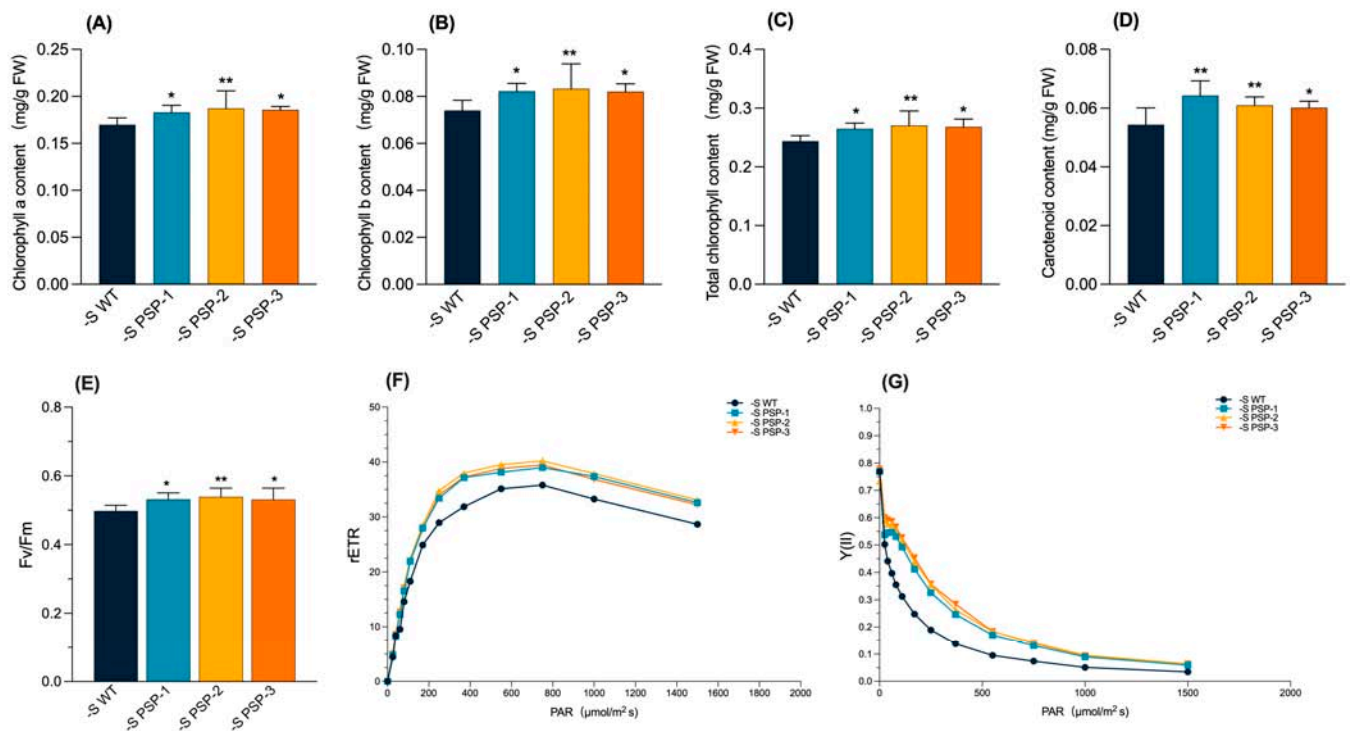 (A)
Chlorophyll a content (mg/g FW)
0.25
0.20
0.15
0.10
0.05
0.00
*
**
*
-S WT
-S PSP-1
-S PSP-2
-S PSP-3
(B)
Chlorophyll b content (mg/g FW)
0.10
0.08
0.06
0.04
0.02
0.00
*
**
*
-S WT
-S PSP-1
-S PSP-2
-S PSP-3
(C)
Total chlorophyll content (mg/g FW)
0.4
0.3
0.2
0.1
0.0
*
**
*
-S WT
-S PSP-1
-S PSP-2
-S PSP-3
(D)
Carotenoid content (mg/g FW)
0.08
0.06
0.04
0.02
0.00
**
**
*
-S WT
-S PSP-1
-S PSP-2
-S PSP-3
(E)
Fv/Fm
0.8
0.6
0.4
0.2
0.0
*
**
*
-S WT
-S PSP-1
-S PSP-2
-S PSP-3
(F)
rETR
50
40
30
20
10
0
0 200 400 600 800 1000 1200 1400 1600 1800 2000
PAR (μmol/m² s)
-S WT
-S PSP-1
-S PSP-2
-S PSP-3
(G)
Y(II)
1.0
0.9
0.8
0.7
0.6
0.5
0.4
0.3
0.2
0.1
0.0
0 500 1000 1500 2000
PAR (μmol/m² s)
-S WT
-S PSP-1
-S PSP-2
-S PSP-3